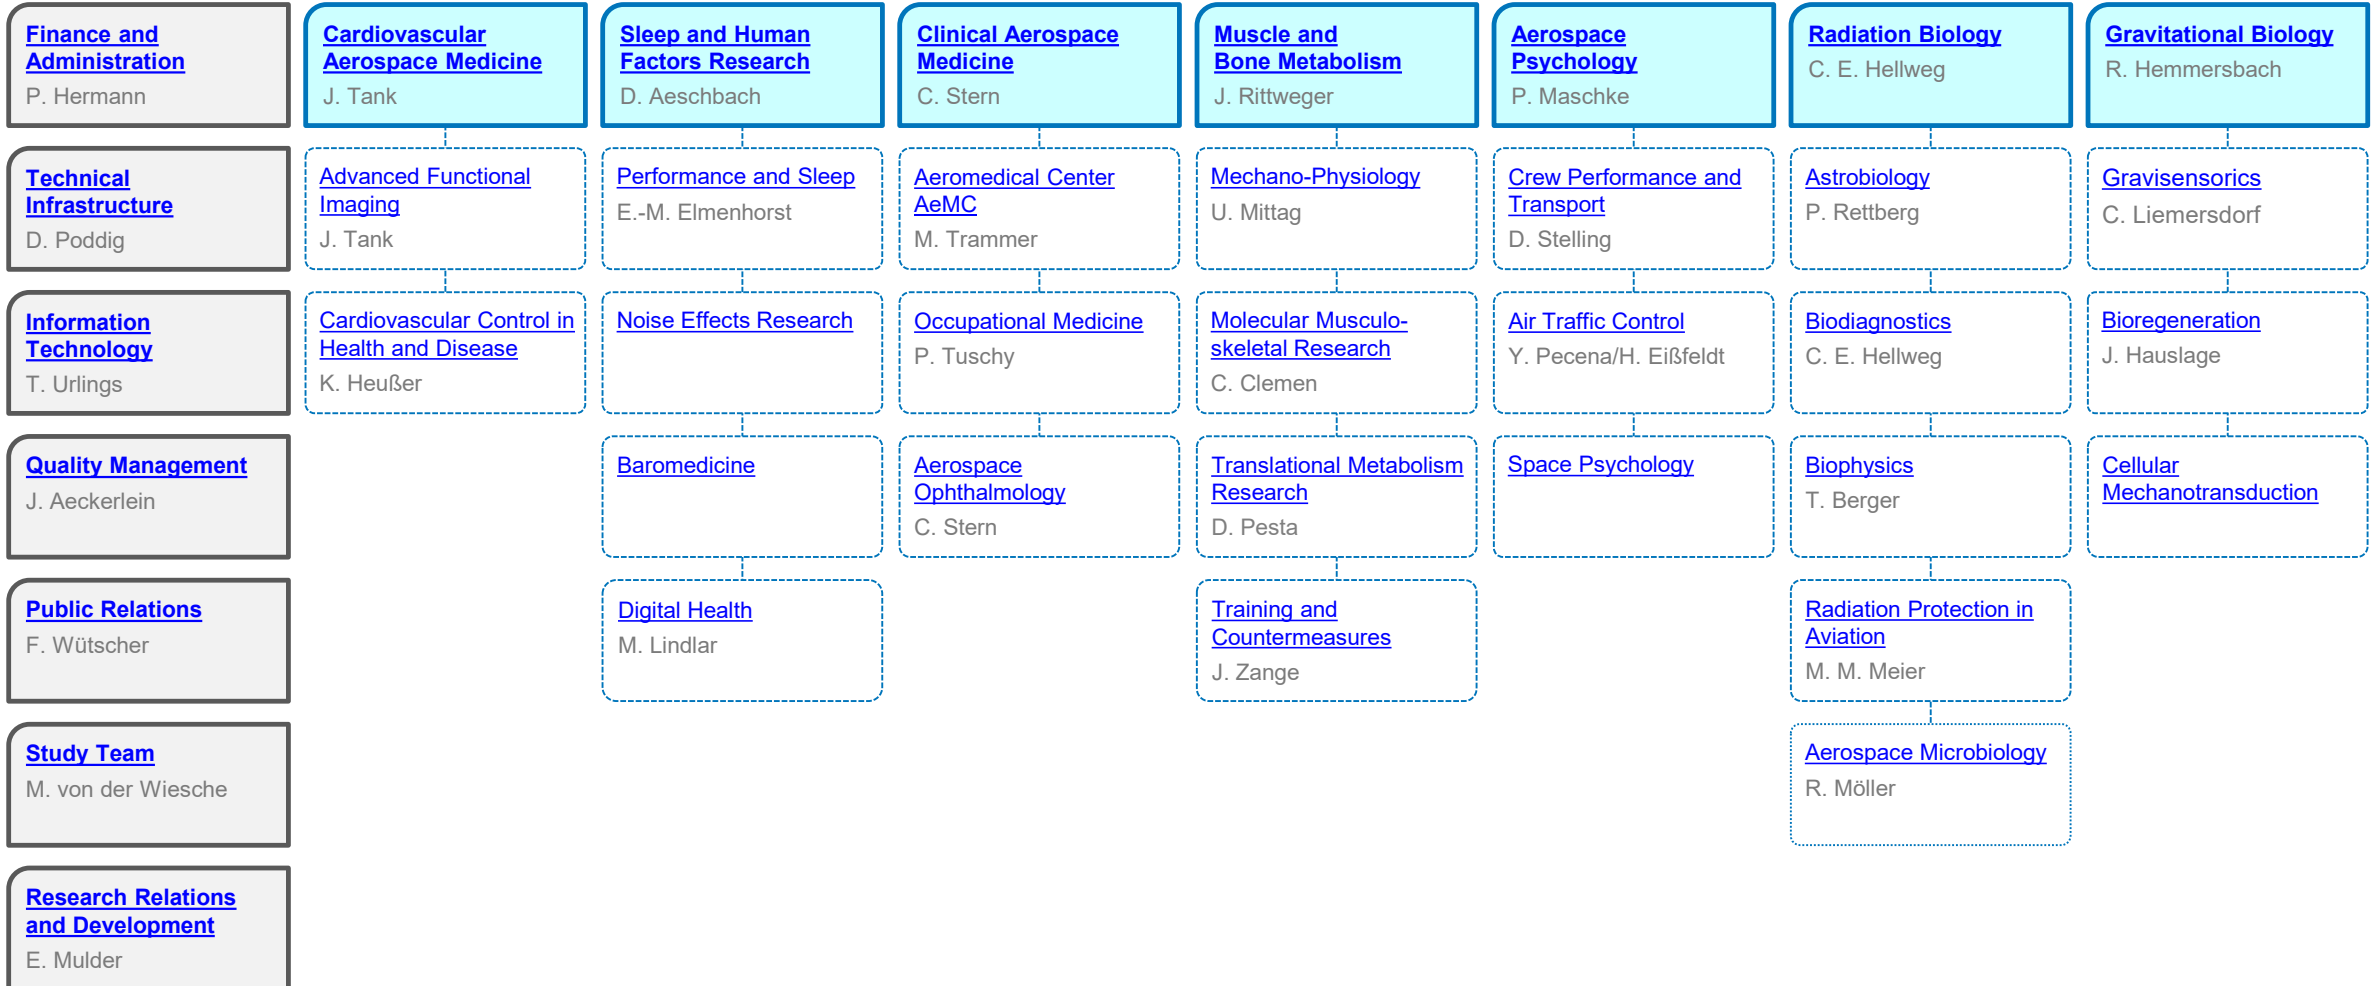 Finance and
Administration
P. Hermann
Technical
Infrastructure
D. Poddig
Information
Technology
T. Urlings
Quality Management
J. Aeckerlein
Public Relations
F. Wütscher
Study Team
M. von der Wiesche
Research Relations
and Development
E. Mulder
Cardiovascular
Aerospace Medicine
J. Tank
Advanced Functional
Imaging
J. Tank
Cardiovascular Control in
Health and Disease
K. Heußer
Sleep and Human
Factors Research
D. Aeschbach
Performance and Sleep
E.-M. Elmenhorst
Noise Effects Research
Baromedicine
Digital Health
M. Lindlar
Clinical Aerospace
Medicine
C. Stern
Aeromedical Center
AeMC
M. Trammer
Occupational Medicine
P. Tuschy
Aerospace
Ophthalmology
C. Stern
Muscle and
Bone Metabolism
J. Rittweger
Mechano-Physiology
U. Mittag
Molecular Musculo-
skeletal Research
C. Clemen
Translational Metabolism
Research
D. Pesta
Training and
Countermeasures
J. Zange
Aerospace
Psychology
P. Maschke
Crew Performance and
Transport
D. Stelling
Air Traffic Control
Y. Pecena/H. Eißfeldt
Space Psychology
Radiation Biology
C. E. Hellweg
Astrobiology
P. Rettberg
Biodiagnostics
C. E. Hellweg
Biophysics
T. Berger
Radiation Protection in
Aviation
M. M. Meier
Aerospace Microbiology
R. Möller
Gravitational Biology
R. Hemmersbach
Gravisensorics
C. Liemersdorf
Bioregeneration
J. Hauslage
Cellular
Mechanotransduction